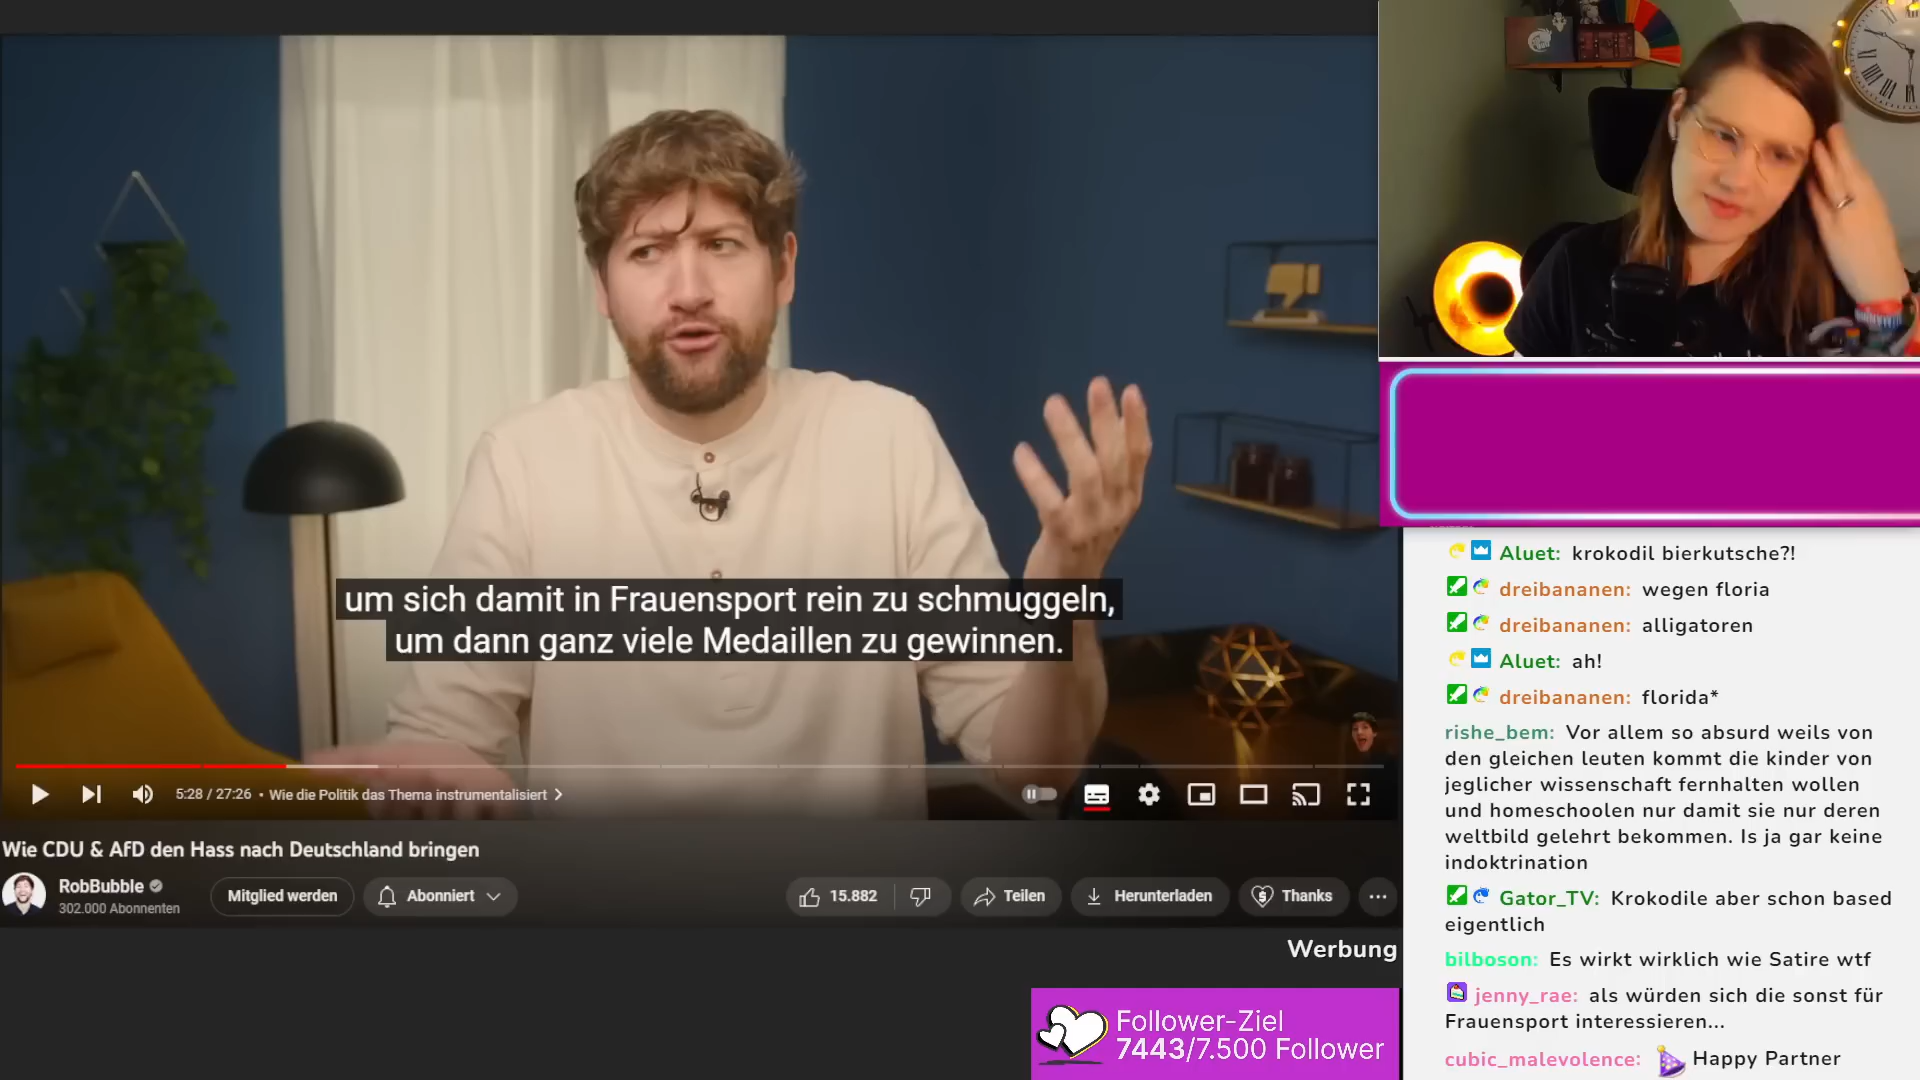 um sich damit in Frauensport rein zu schmuggeln,
um dann ganz viele Medaillen zu gewinnen.
5:28 / 27:26 • Wie die Politik das Thema instrumentalisiert
Wie CDU & AfD den Hass nach Deutschland bringen
RobBubble
302.000 Abonnenten
Mitglied werden
Abonniert
15.882
Teilen
Herunterladen
Thanks
Werbung
Follower-Ziel
7443/7.500 Follower
Aluet: krokodil bierkutsche?!
dreibananen: wegen floria
dreibananen: alligatoren
Aluet: ah!
dreibananen: florida*
rishe_bem: Vor allem so absurd weils von
den gleichen leuten kommt die kinder von
jeglicher wissenschaft fernhalten wollen
und homeschoolen nur damit sie nur deren
weltbild gelehrt bekommen. Is ja gar keine
indoktrination
Gator_TV: Krokodile aber schon based
eigentlich
bilboson: Es wirkt wirklich wie Satire wtf
jenny_rae: als würden sich die sonst für
Frauensport interessieren...
cubic_malevolence: Happy Partner